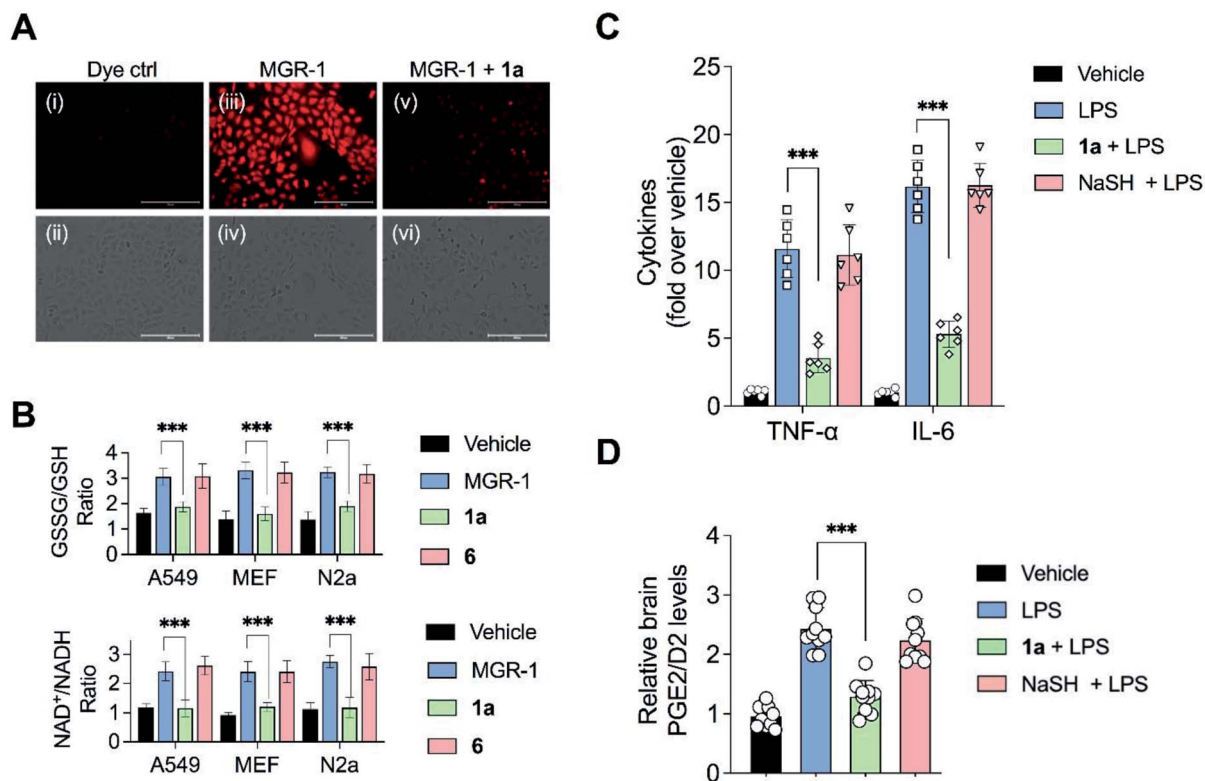 A
Dye ctrl
MGR-1
MGR-1 + 1a
(i)
(iii)
(v)
(ii)
(iv)
(vi)
B
GSSG/GSH
Ratio
4
3
2
1
0
***
***
***
A549
MEF
N2a
Vehicle
MGR-1
1a
6
NAD⁺/NADH
Ratio
4
3
2
1
0
***
***
***
A549
MEF
N2a
Vehicle
MGR-1
1a
6
C
Cytokines
(fold over vehicle)
25
20
15
10
5
0
***
***
TNF-α
IL-6
Vehicle
LPS
1a + LPS
NaSH + LPS
D
Relative brain
PGE2/D2 levels
4
3
2
1
0
***
Vehicle
LPS
1a + LPS
NaSH + LPS